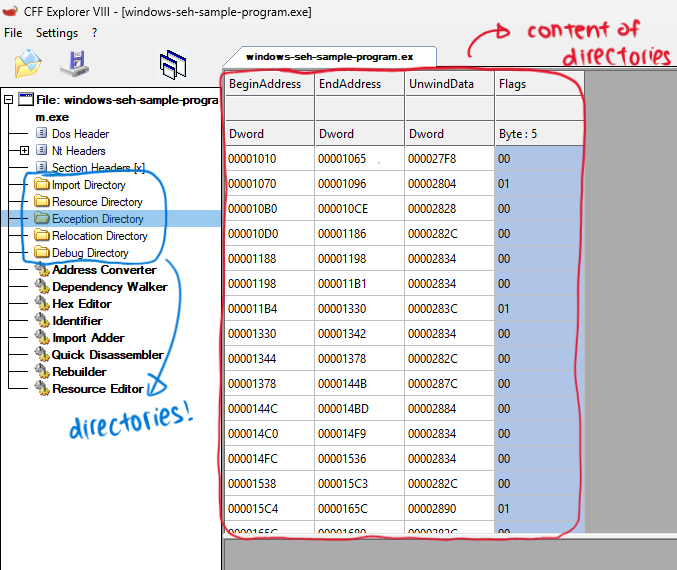 CFF Explorer VIII - [windows-seh-sample-program.exe]
File Settings ?
content of
directories
windows-seh-sample-program.ex
File: windows-seh-sample-progra
m.exe
Dos Header
Nt Headers
Section Headers [x]
Import Directory
Resource Directory
Exception Directory
Relocation Directory
Debug Directory
Address Converter
Dependency Walker
Hex Editor
Identifier
Import Adder
Quick Disassembler
Rebuilder
Resource Editor
directories!
BeginAddress EndAddress UnwindData Flags
Dword Dword Dword Byte : 5
00001010 00001065 000027F8 00
00001070 00001096 00002804 01
000010B0 000010CE 00002828 00
000010D0 00001186 0000282C 00
00001188 00001198 00002834 00
00001198 000011B1 00002834 00
000011B4 00001330 0000283C 01
00001330 00001342 00002834 00
00001344 00001378 0000282C 00
00001378 0000144B 0000287C 00
0000144C 000014BD 00002884 00
000014C0 000014F9 00002834 00
000014FC 00001536 00002834 00
00001538 000015C3 0000282C 00
000015C4 0000165C 00002890 01
0000165C 00001680 0000282C 00